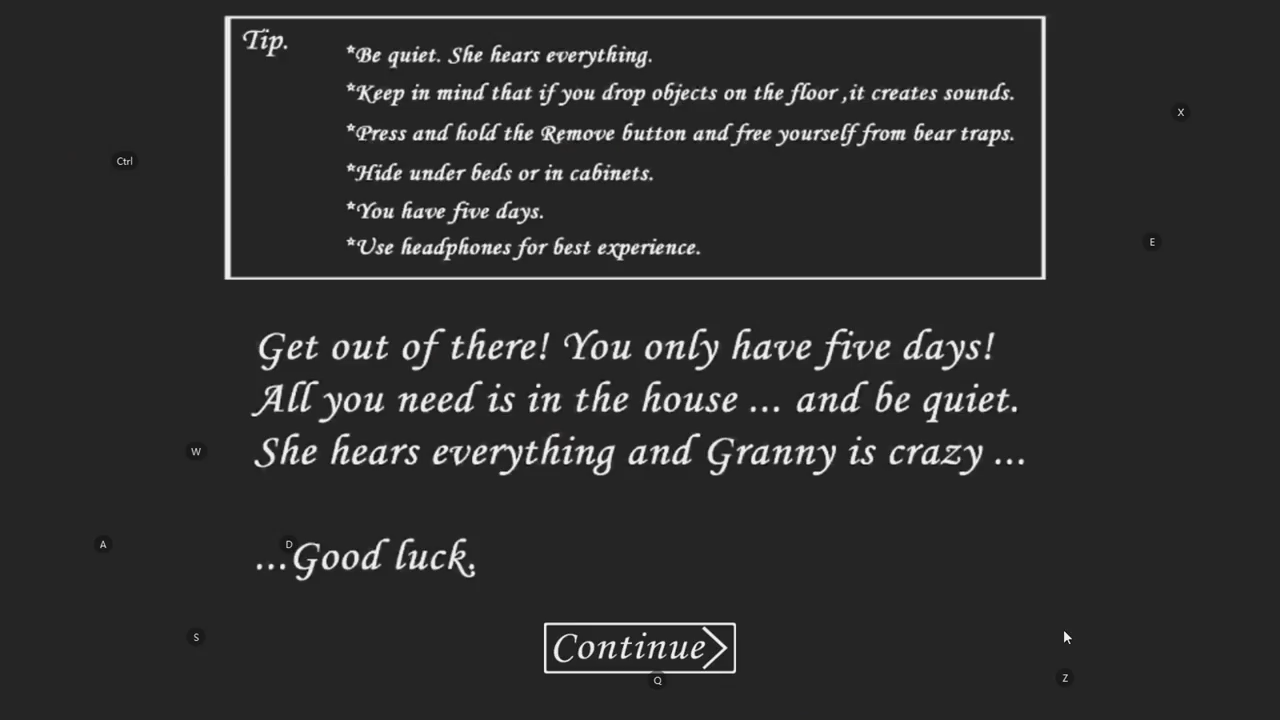 Tip.
*Be quiet. She hears everything.
*Keep in mind that if you drop objects on the floor ,it creates sounds.
*Press and hold the Remove button and free yourself from bear traps.
*Hide under beds or in cabinets.
*You have five days.
*Use headphones for best experience.
X
Ctrl
E
Get out of there! You only have five days!
All you need is in the house ... and be quiet.
She hears everything and Granny is crazy ...
W
A
D
...Good luck.
S
Continue>
Q
Z